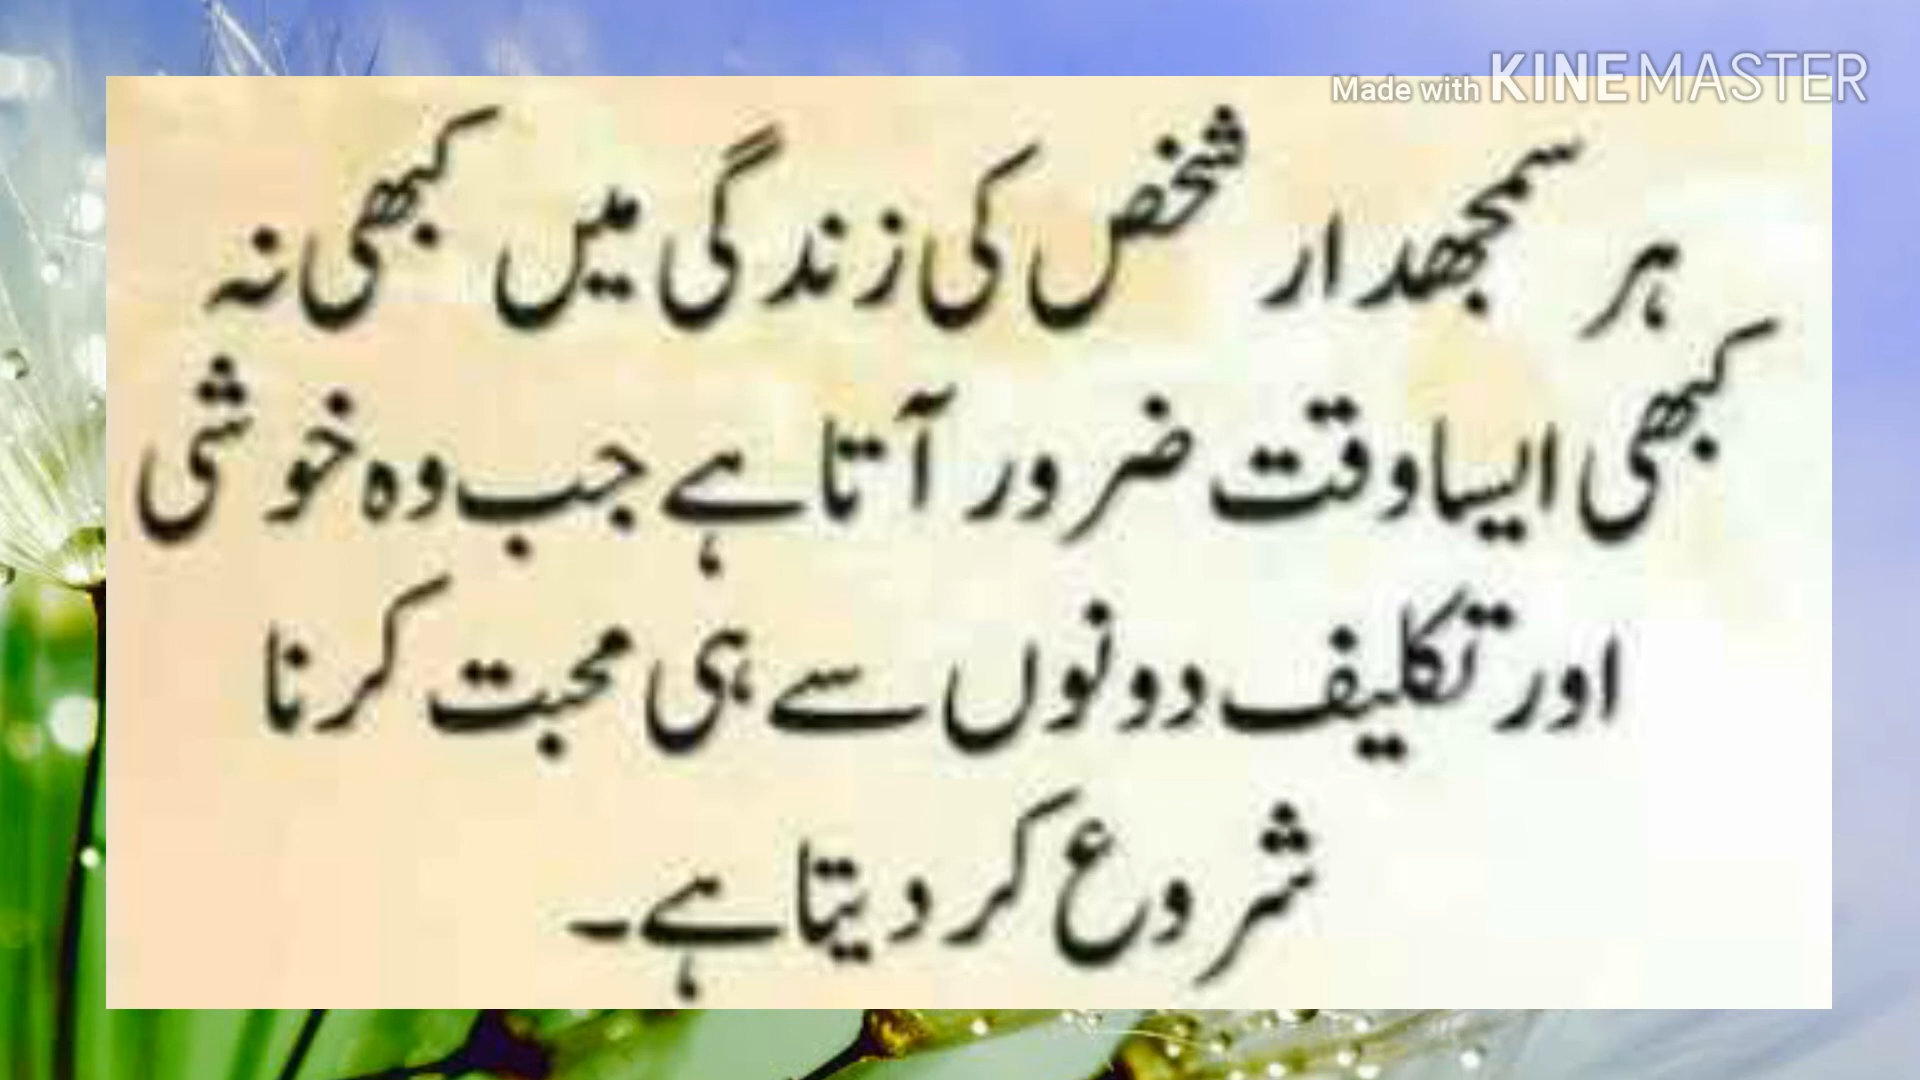 Made with KINEMASTER
ہر سمجھدار شخص کی زندگی میں کبھی نہ
کبھی ایسا وقت ضرور آتا ہے جب وہ خوشی
اور تکلیف دونوں سے ہی محبت کرنا
شروع کر دیتا ہے۔